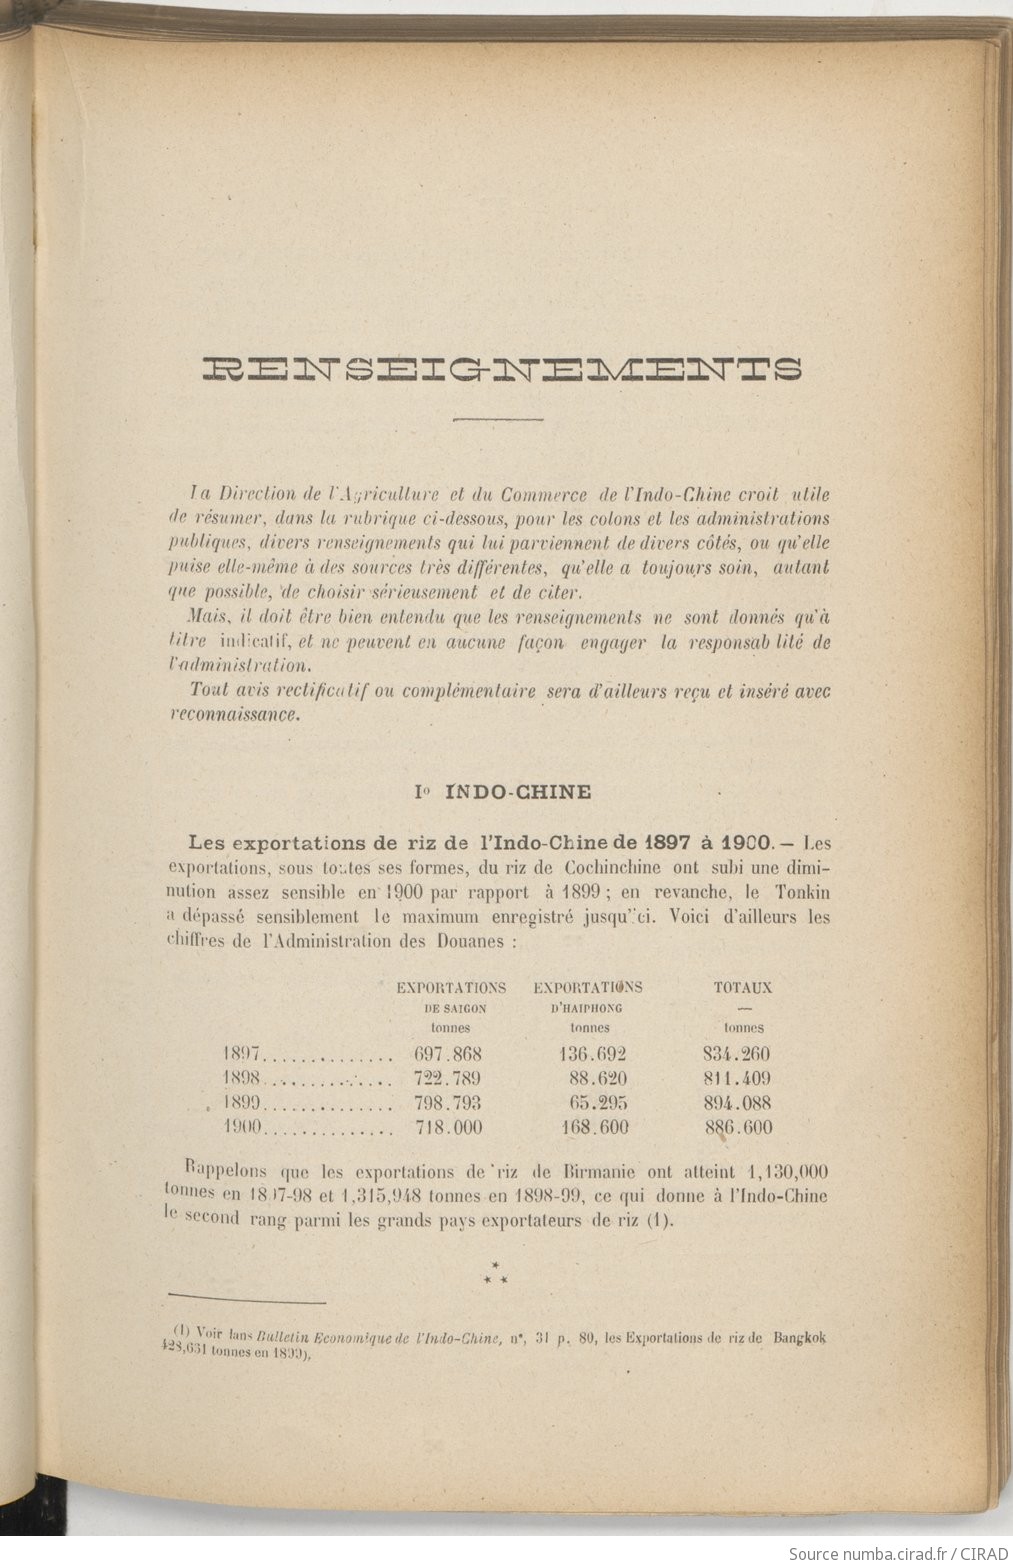 RENSEIGNEMENTS
La Direction de l'Agriculture et du Commerce de l'Indo-Chine croit utile
de résumer, dans la rubrique ci-dessous, pour les colons et les administrations
publiques, divers renseignements qui lui parviennent de divers côtés, ou qu'elle
puise elle-même à des sources très différentes, qu'elle a toujours soin, autant
que possible, de choisir sérieusement et de citer.
Mais, il doit être bien entendu que les renseignements ne sont donnés qu'à
titre indicatif, et ne peuvent en aucune façon engager la responsab lité de
l'administration.
Tout avis rectificatif ou complémentaire sera d'ailleurs reçu et inséré avec
reconnaissance.
I° INDO-CHINE
Les exportations de riz de l'Indo-Chine de 1897 à 1900. — Les
exportations, sous toutes ses formes, du riz de Cochinchine ont subi une dimi-
nution assez sensible en 1900 par rapport à 1899 ; en revanche, le Tonkin
a dépassé sensiblement le maximum enregistré jusqu'ici. Voici d'ailleurs les
chiffres de l'Administration des Douanes :
EXPORTATIONS EXPORTATIONS TOTAUX
DE SAIGON D'HAIPHONG —
tonnes tonnes tonnes
1897.............. 697.868 136.692 834.260
1898.............. 722.789 88.620 811.409
1899.............. 798.793 65.295 894.088
1900.............. 718.000 168.600 886.600
Rappelons que les exportations de riz de Birmanie ont atteint 1,130,000
tonnes en 1897-98 et 1,315,948 tonnes en 1898-99, ce qui donne à l'Indo-Chine
le second rang parmi les grands pays exportateurs de riz (1).
* * *
(1) Voir dans Bulletin Economique de l'Indo-Chine, n°, 31 p. 80, les Exportations de riz de Bangkok
428,631 tonnes en 1899).
Source numba.cirad.fr / CIRAD